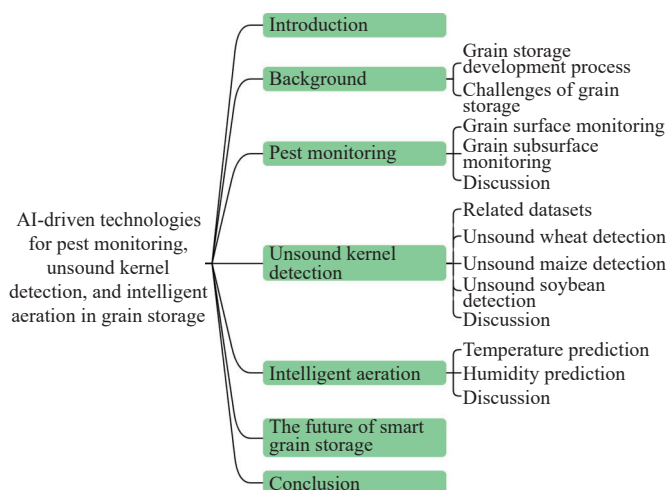 AI-driven technologies
for pest monitoring,
unsound kernel
detection, and intelligent
aeration in grain storage
Introduction
Background
Grain storage
development process
Challenges of grain
storage
Pest monitoring
Grain surface monitoring
Grain subsurface
monitoring
Discussion
Unsound kernel
detection
Related datasets
Unsound wheat detection
Unsound maize detection
Unsound soybean
detection
Discussion
Intelligent aeration
Temperature prediction
Humidity prediction
Discussion
The future of smart
grain storage
Conclusion